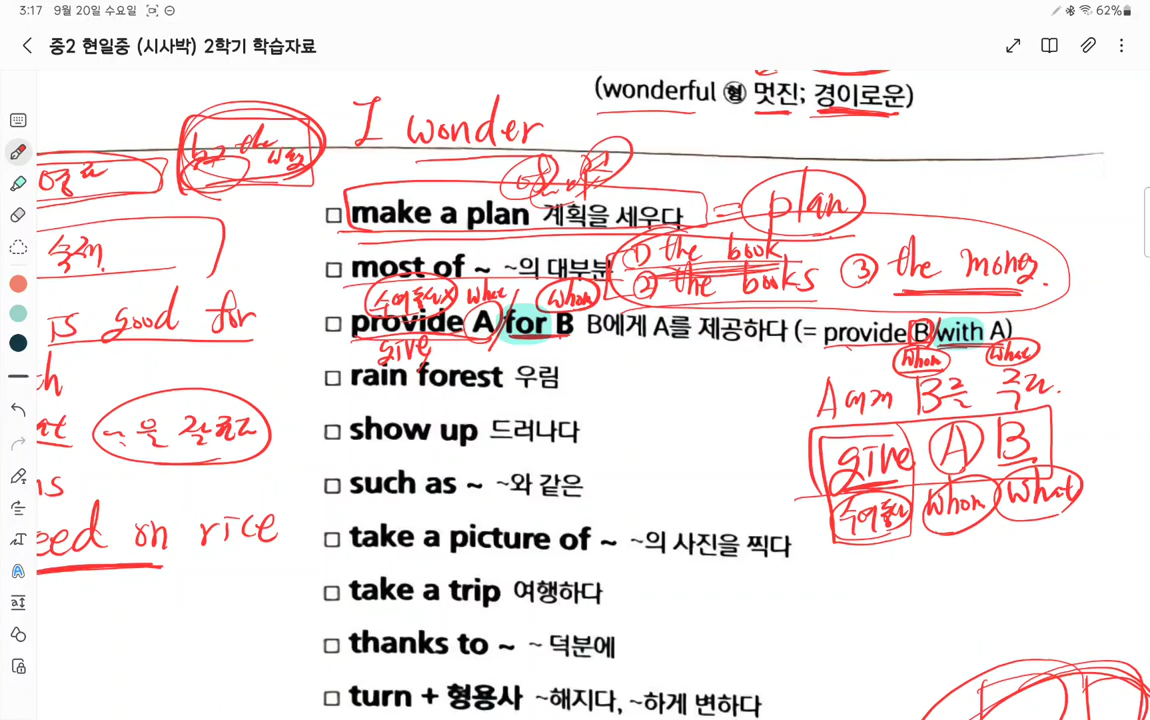 3:17 9월 20일 수요일 62%
중2 현일중 (시사박) 2학기 학습자료
(wonderful 형 멋진; 경이로운)
I wonder
by the way
make a plan 계획을 세우다 = plan
most of ~ ~의 대부분
① the book
② the books ③ the money.
숙제
수여동사x what whom
provide A / for B B에게 A를 제공하다 (= provide B / with A)
is good for
give
whom what
rain forest 우림
A에게 B를 주다.
show up 드러나다
give A B
such as ~ ~와 같은
수여동사 whom what
eed on rice
take a picture of ~ ~의 사진을 찍다
take a trip 여행하다
thanks to ~ ~ 덕분에
turn + 형용사 ~해지다, ~하게 변하다